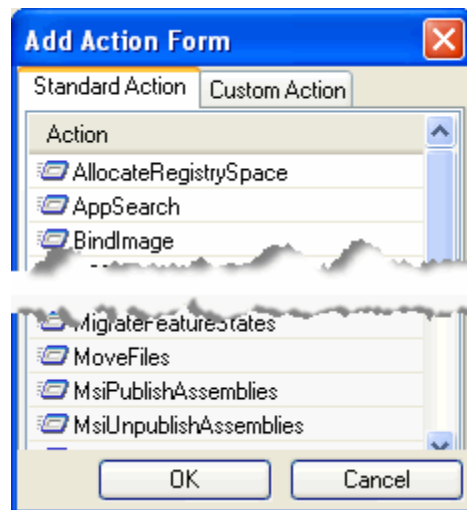 Add Action Form
Standard Action
Custom Action
Action
AllocateRegistrySpace
AppSearch
BindImage
MigrateFeatureStates
MoveFiles
MsiPublishAssemblies
MsiUnpublishAssemblies
OK
Cancel